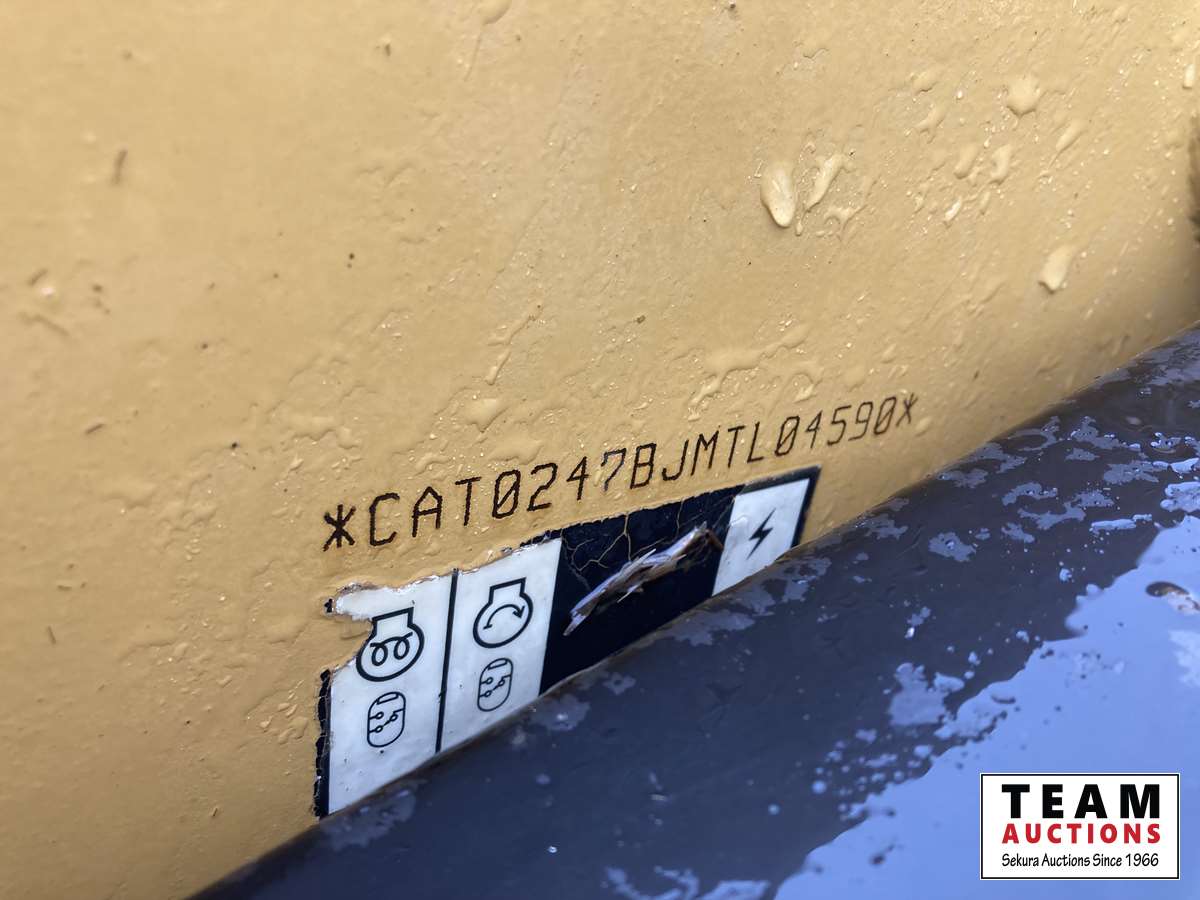 *CAT0247BJMTL04590*
TEAM
AUCTIONS
Sekura Auctions Since 1966